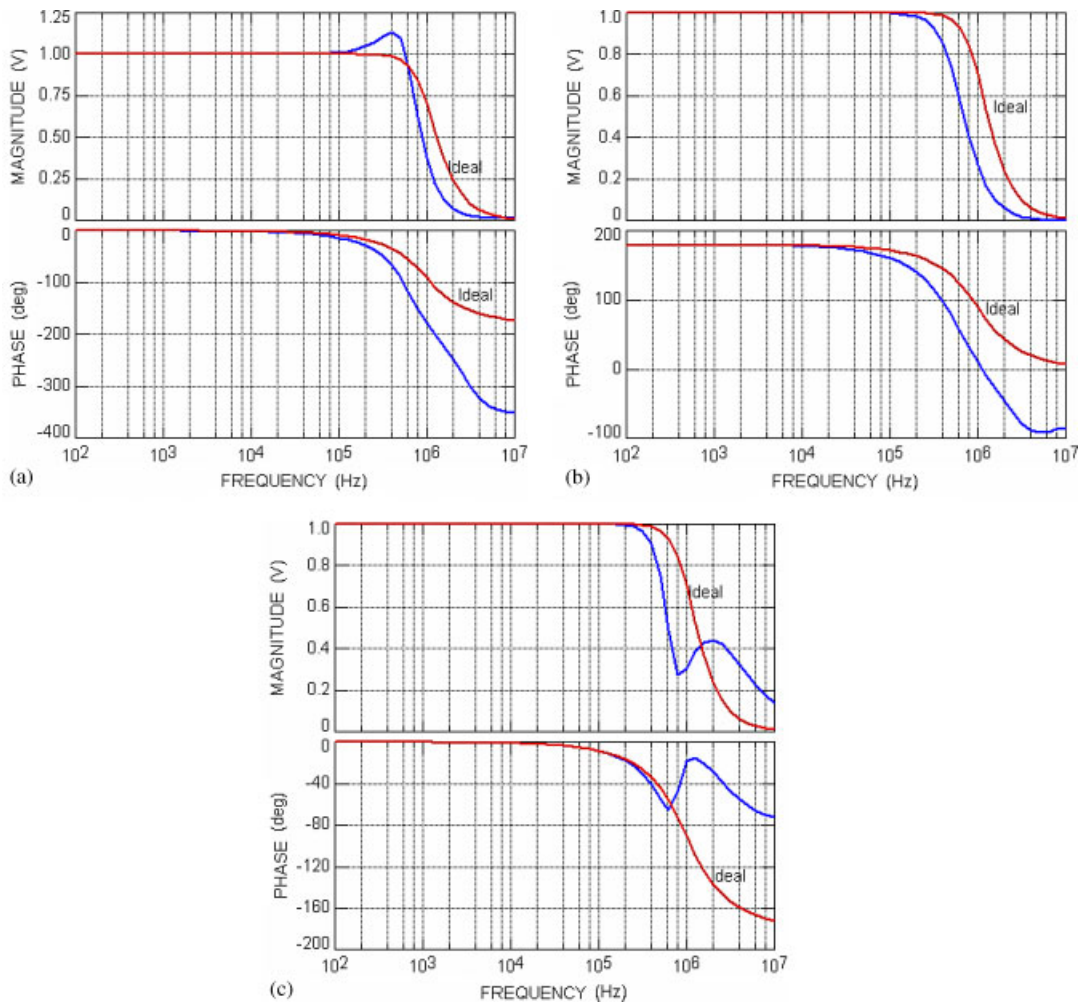 1.25
1.00
0.75
0.50
0.25
0
MAGNITUDE (V)
Ideal
0
-100
-200
-300
-400
PHASE (deg)
Ideal
10² 10³ 10⁴ 10⁵ 10⁶ 10⁷
(a) FREQUENCY (Hz)
1.0
0.8
0.6
0.4
0.2
0
MAGNITUDE (V)
Ideal
200
100
0
-100
PHASE (deg)
Ideal
10² 10³ 10⁴ 10⁵ 10⁶ 10⁷
(b) FREQUENCY (Hz)
1.0
0.8
0.6
0.4
0.2
0
MAGNITUDE (V)
Ideal
0
-40
-80
-120
-160
-200
PHASE (deg)
Ideal
10² 10³ 10⁴ 10⁵ 10⁶ 10⁷
(c) FREQUENCY (Hz)